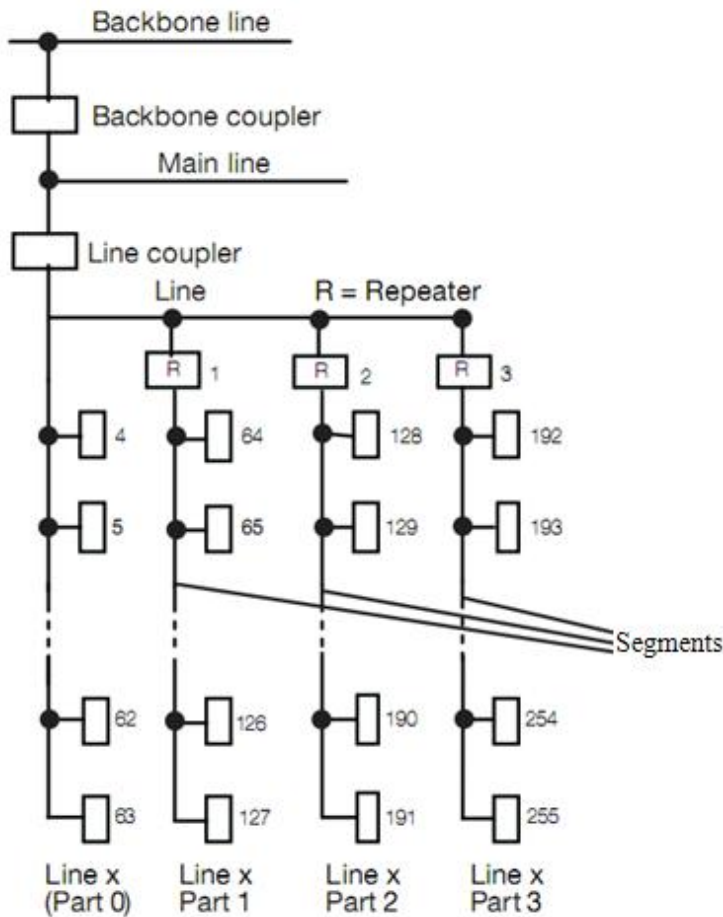 Backbone line
Backbone coupler
Main line
Line coupler
Line
R = Repeater
R 1
R 2
R 3
4
64
128
192
5
65
129
193
Segments
62
126
190
254
63
127
191
255
Line x
(Part 0)
Line x
Part 1
Line x
Part 2
Line x
Part 3